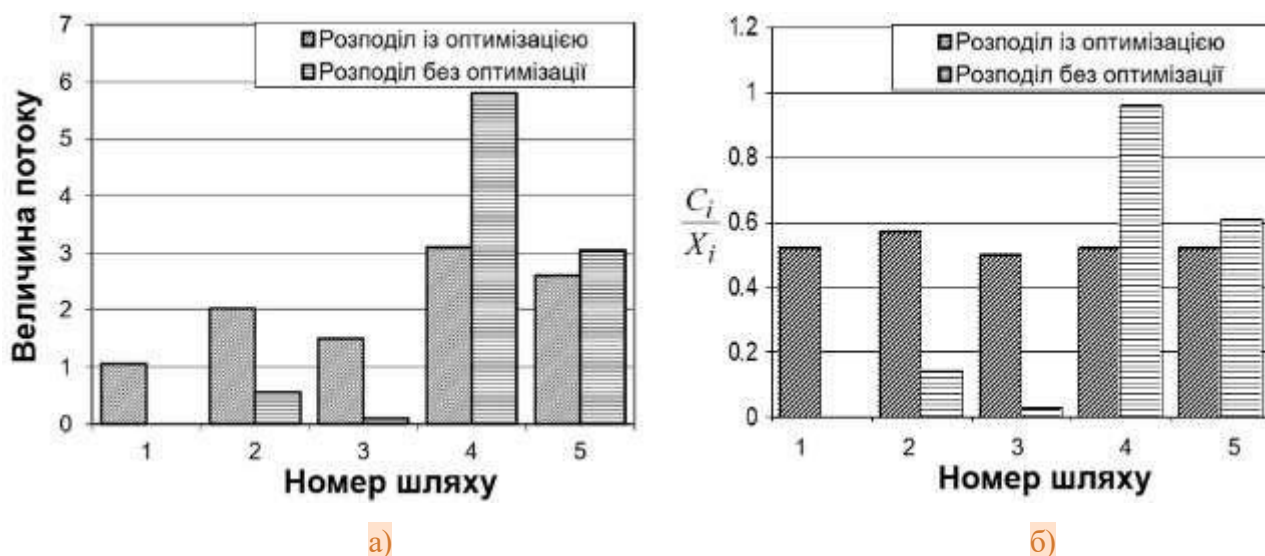 Розподіл із оптимізацією
Розподіл без оптимізації
Величина потоку
7
6
5
4
3
2
1
0
1 2 3 4 5
Номер шляху
а)
Розподіл із оптимізацією
Розподіл без оптимізації
C_i
X_i
1.2
1
0.8
0.6
0.4
0.2
0
1 2 3 4 5
Номер шляху
б)